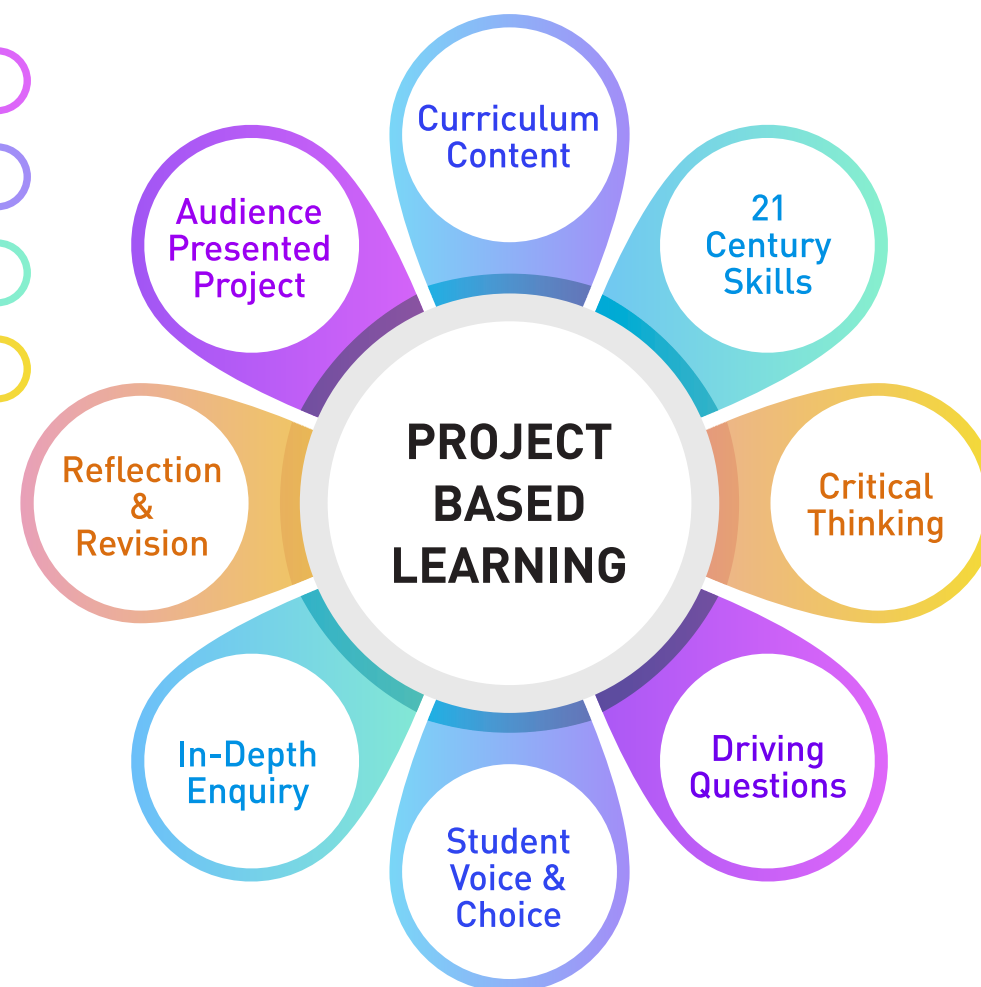 Curriculum
Content
21
Century
Skills
Critical
Thinking
Driving
Questions
Student
Voice &
Choice
In-Depth
Enquiry
Reflection
&
Revision
Audience
Presented
Project
PROJECT
BASED
LEARNING